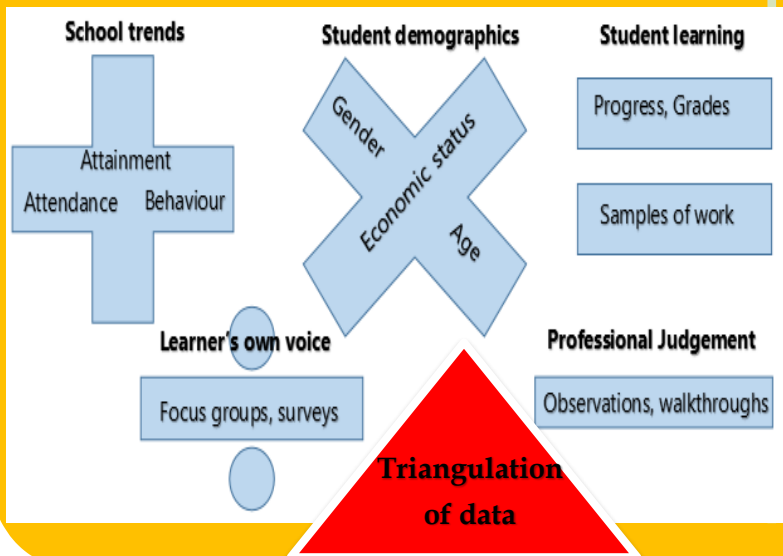 School trends
Attainment
Attendance Behaviour
Student demographics
Gender
Economic status
Age
Student learning
Progress, Grades
Samples of work
Learner's own voice
Focus groups, surveys
Professional Judgement
Observations, walkthroughs
Triangulation
of data